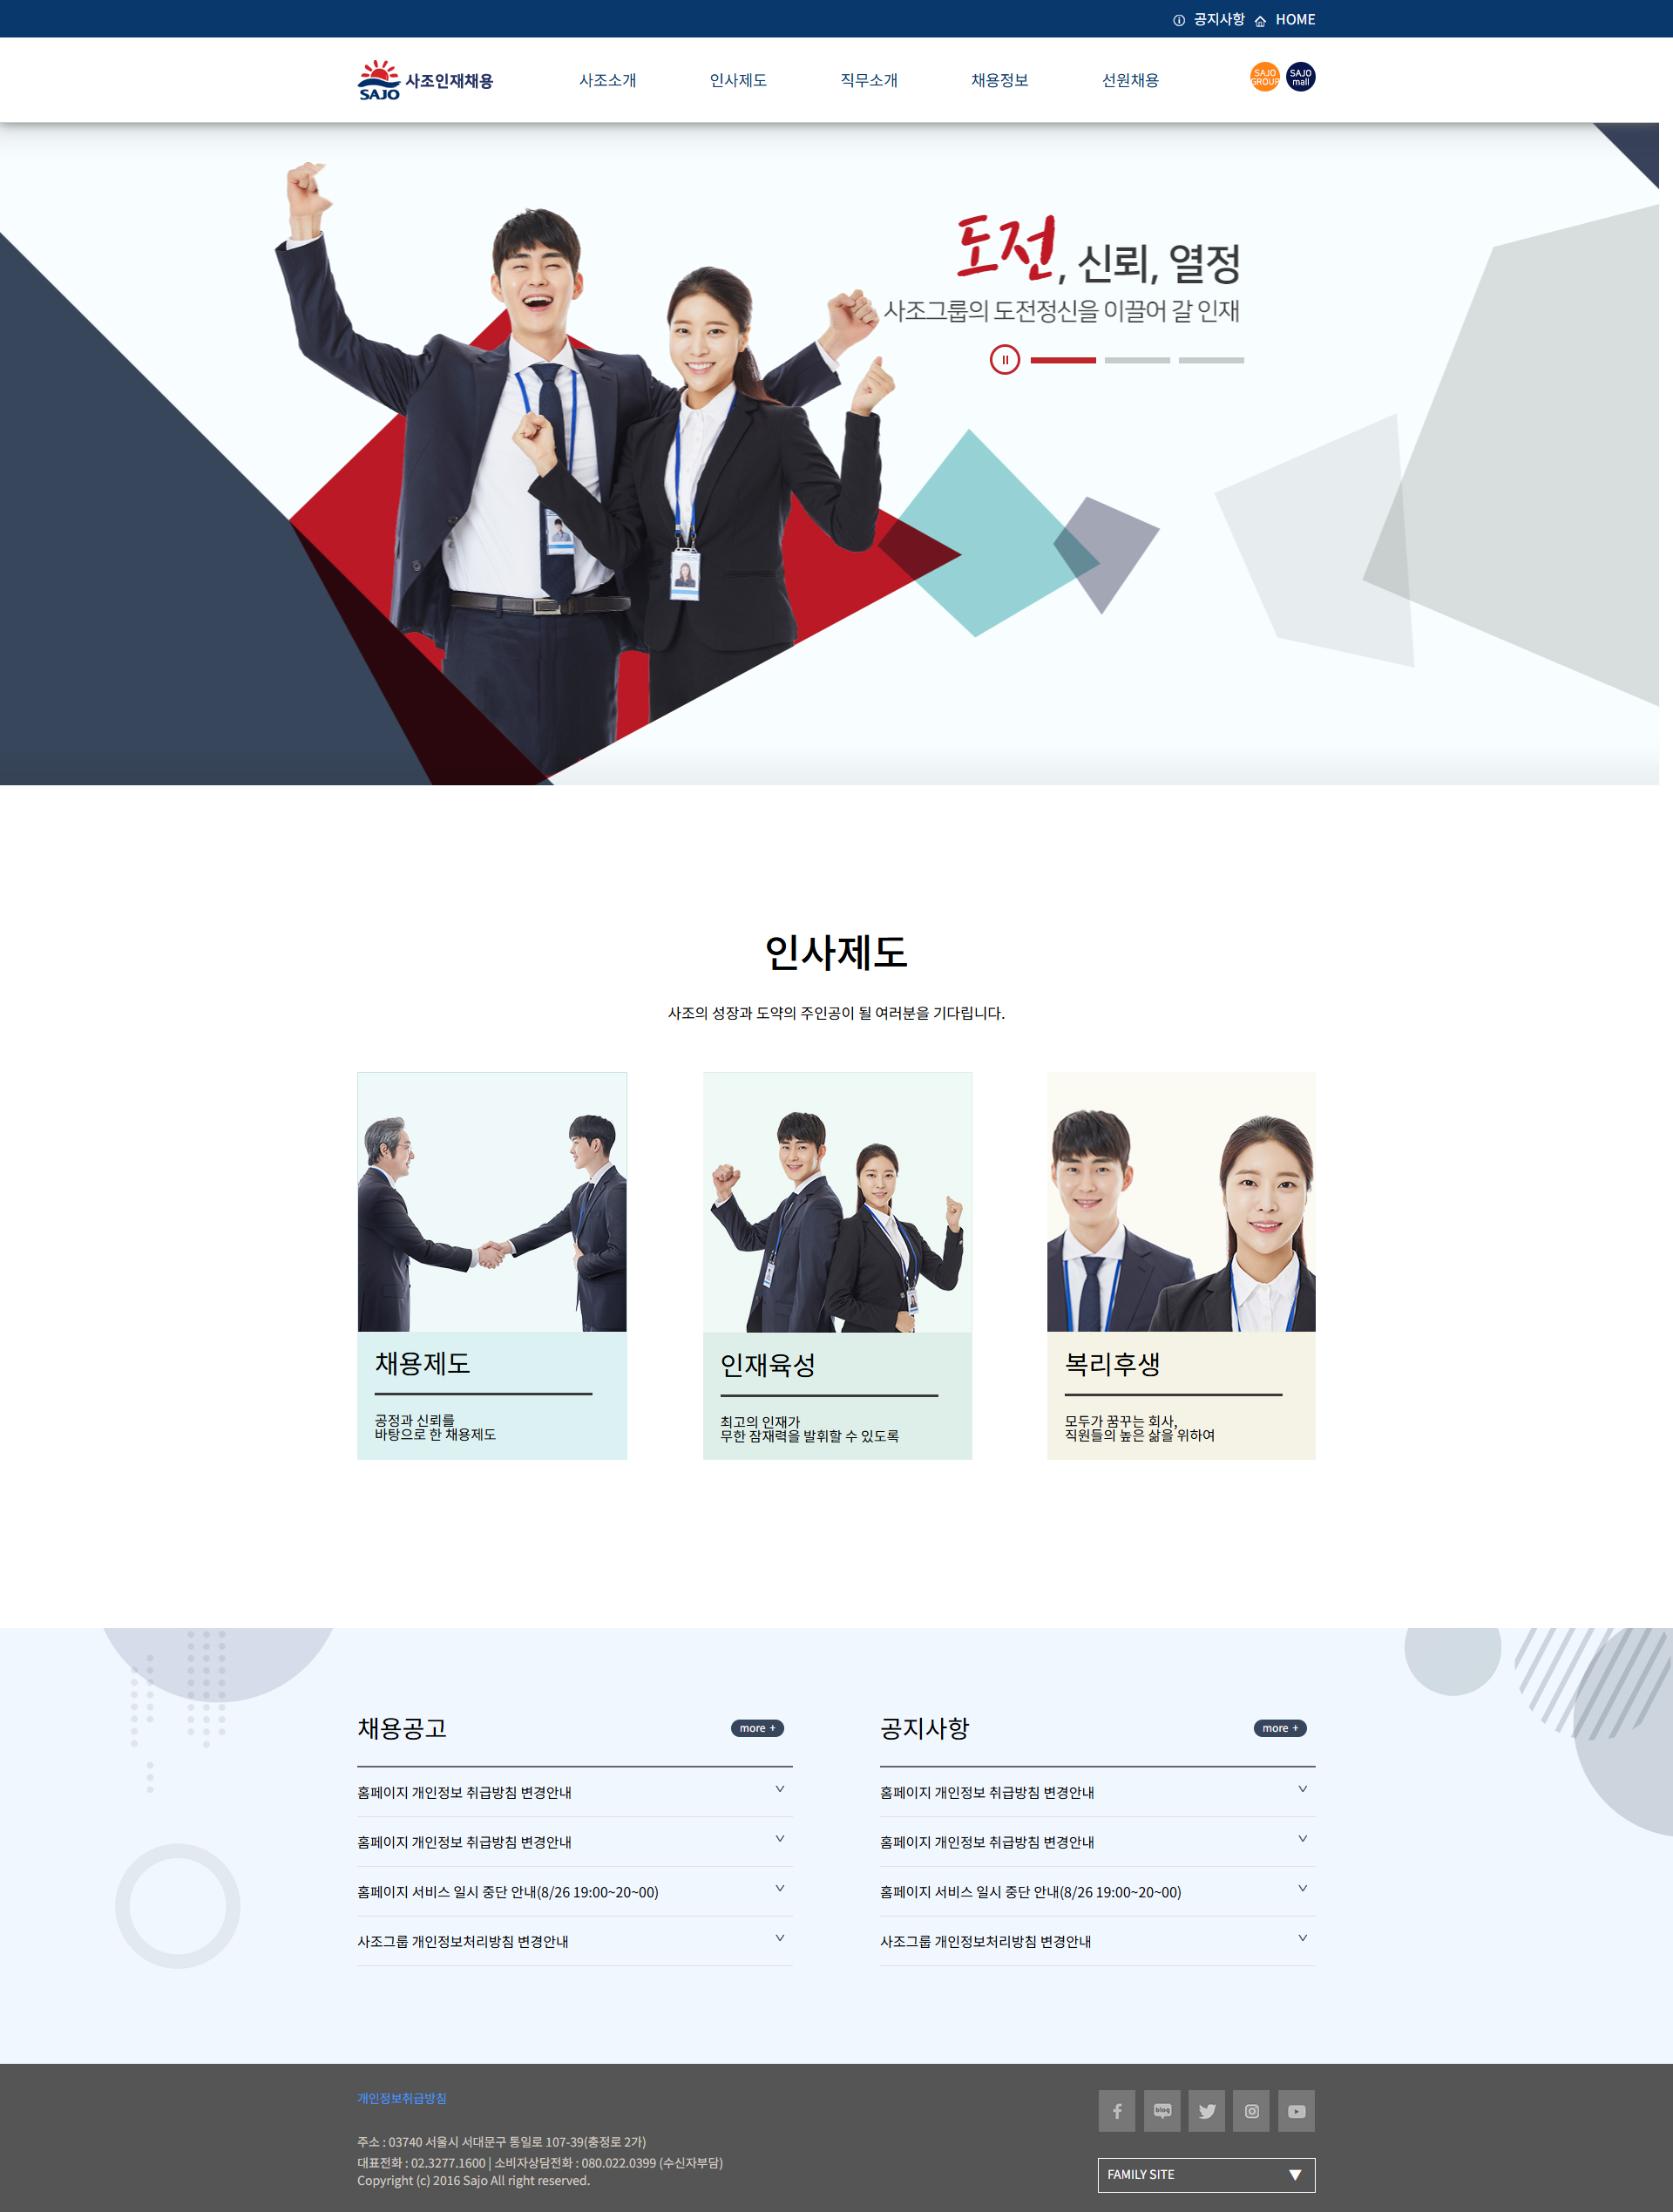 공지사항 HOME
SAJO 사조인재채용
사조소개 인사제도 직무소개 채용정보 선원채용
SAJO GROUP
SAJO mall
도전, 신뢰, 열정
사조그룹의 도전정신을 이끌어 갈 인재
인사제도
사조의 성장과 도약의 주인공이 될 여러분을 기다립니다.
채용제도
공정과 신뢰를
바탕으로 한 채용제도
인재육성
최고의 인재가
무한 잠재력을 발휘할 수 있도록
복리후생
모두가 꿈꾸는 회사,
직원들의 높은 삶을 위하여
채용공고 more +
홈페이지 개인정보 취급방침 변경안내
홈페이지 개인정보 취급방침 변경안내
홈페이지 서비스 일시 중단 안내(8/26 19:00~20~00)
사조그룹 개인정보처리방침 변경안내
공지사항 more +
홈페이지 개인정보 취급방침 변경안내
홈페이지 개인정보 취급방침 변경안내
홈페이지 서비스 일시 중단 안내(8/26 19:00~20~00)
사조그룹 개인정보처리방침 변경안내
개인정보취급방침
주소 : 03740 서울시 서대문구 통일로 107-39(충정로 2가)
대표전화 : 02.3277.1600 | 소비자상담전화 : 080.022.0399 (수신자부담)
Copyright (c) 2016 Sajo All right reserved.
blog
FAMILY SITE ▼